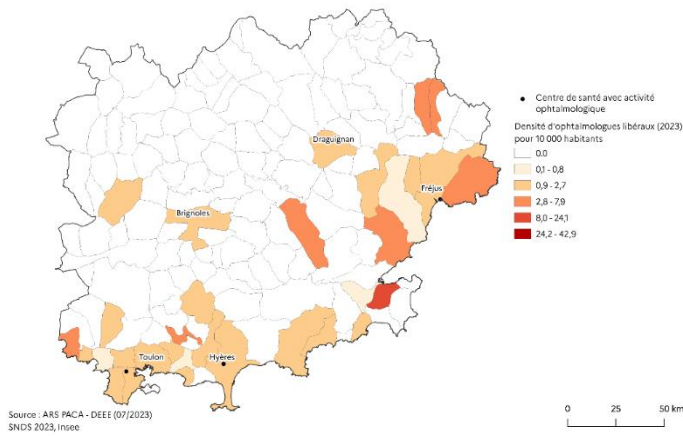 Draguignan
Fréjus
Brignoles
Toulon
Hyères
Centre de santé avec activité
ophtalmologique
Densité d'ophtalmologues libéraux (2023)
pour 10 000 habitants
0.0
0,1 - 0,8
0,9 - 2,7
2,8 - 7,9
8,0 - 24,1
24,2 - 42,9
Source : ARS PACA - DEEE (07/2023)
SNDS 2023, Insee
0 25 50 km